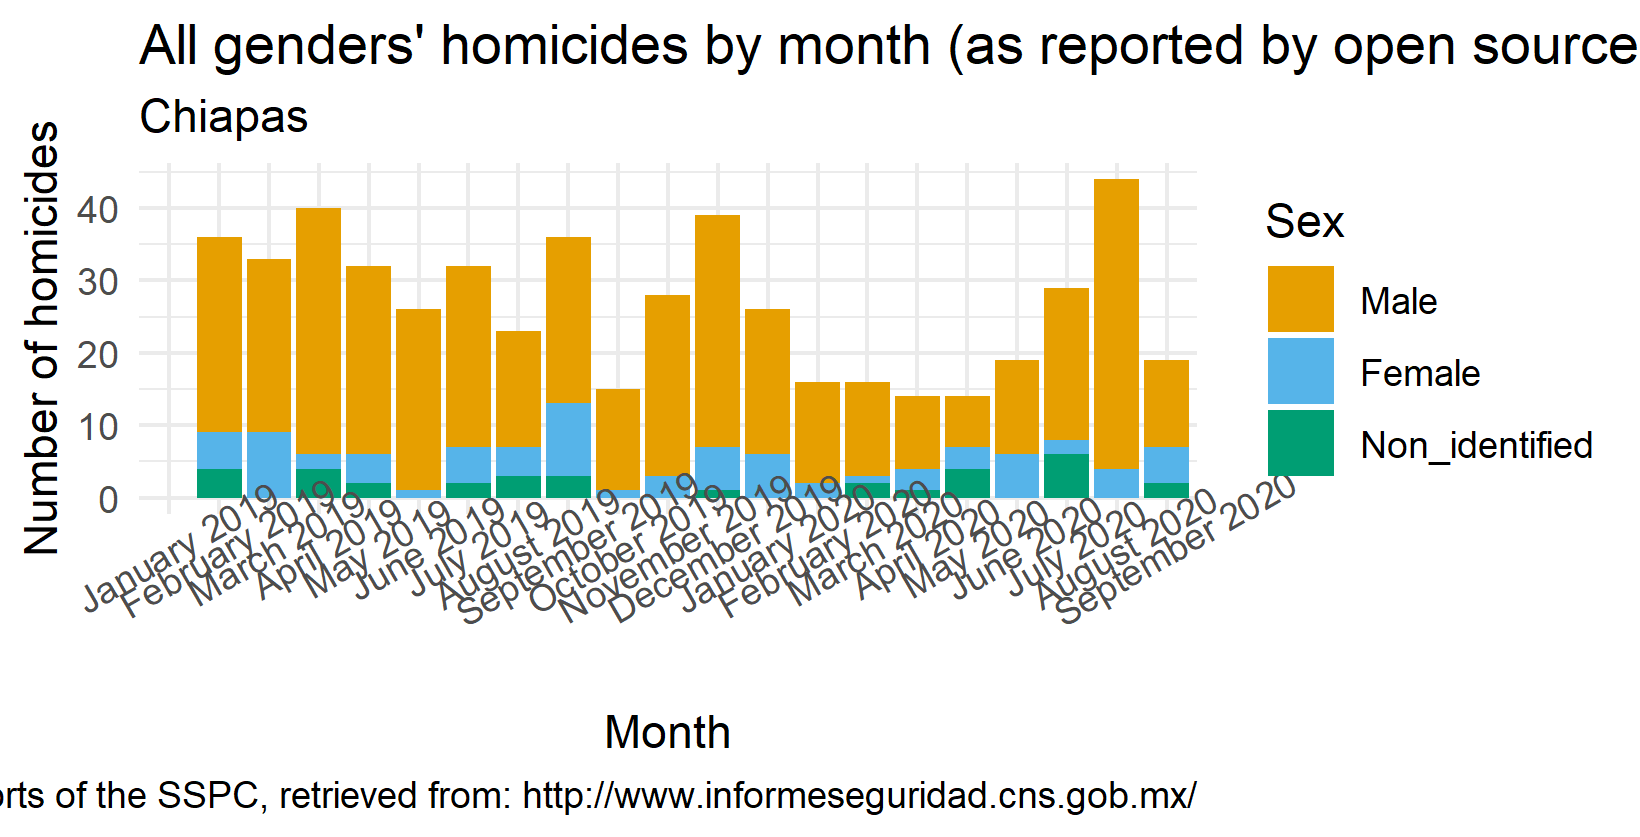 All genders' homicides by month (as reported by open source
Chiapas
Number of homicides
40
30
20
10
0
January 2019
February 2019
March 2019
April 2019
May 2019
June 2019
July 2019
August 2019
September 2019
October 2019
November 2019
December 2019
January 2020
February 2020
March 2020
April 2020
May 2020
June 2020
July 2020
August 2020
September 2020
Month
Sex
Male
Female
Non_identified
orts of the SSPC, retrieved from: http://www.informeseguridad.cns.gob.mx/